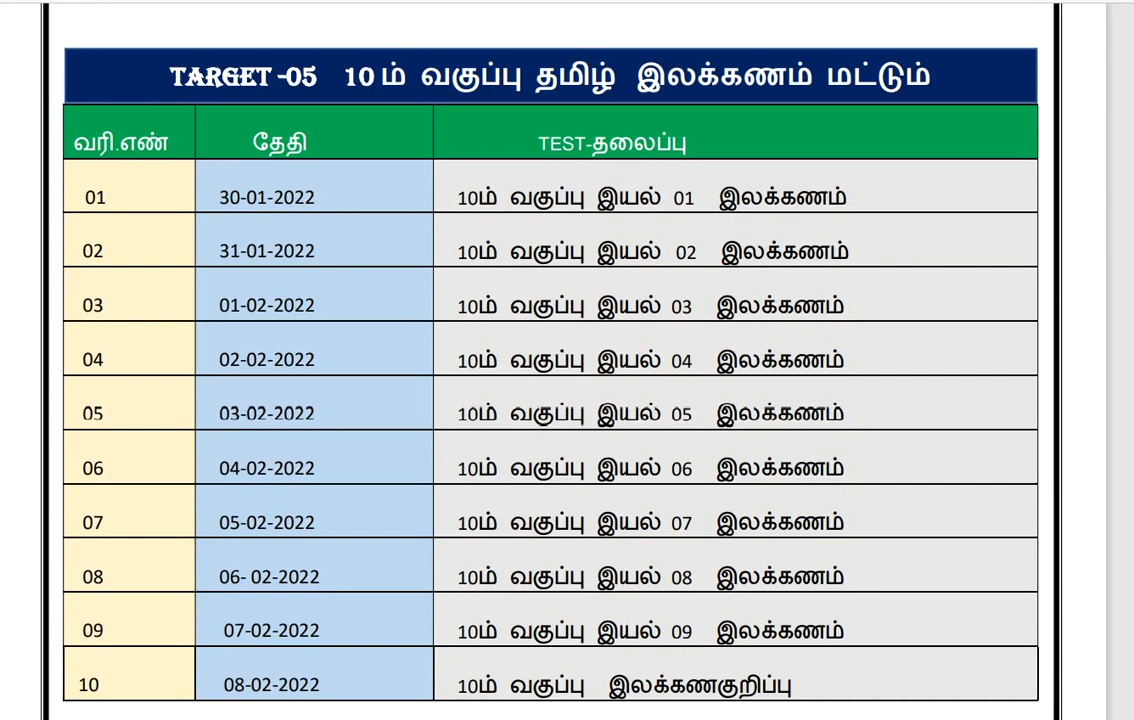 TARGET -05 10ம் வகுப்பு தமிழ் இலக்கணம் மட்டும்
வரி.எண் தேதி TEST-தலைப்பு
01 30-01-2022 10ம் வகுப்பு இயல் 01 இலக்கணம்
02 31-01-2022 10ம் வகுப்பு இயல் 02 இலக்கணம்
03 01-02-2022 10ம் வகுப்பு இயல் 03 இலக்கணம்
04 02-02-2022 10ம் வகுப்பு இயல் 04 இலக்கணம்
05 03-02-2022 10ம் வகுப்பு இயல் 05 இலக்கணம்
06 04-02-2022 10ம் வகுப்பு இயல் 06 இலக்கணம்
07 05-02-2022 10ம் வகுப்பு இயல் 07 இலக்கணம்
08 06- 02-2022 10ம் வகுப்பு இயல் 08 இலக்கணம்
09 07-02-2022 10ம் வகுப்பு இயல் 09 இலக்கணம்
10 08-02-2022 10ம் வகுப்பு இலக்கணகுறிப்பு